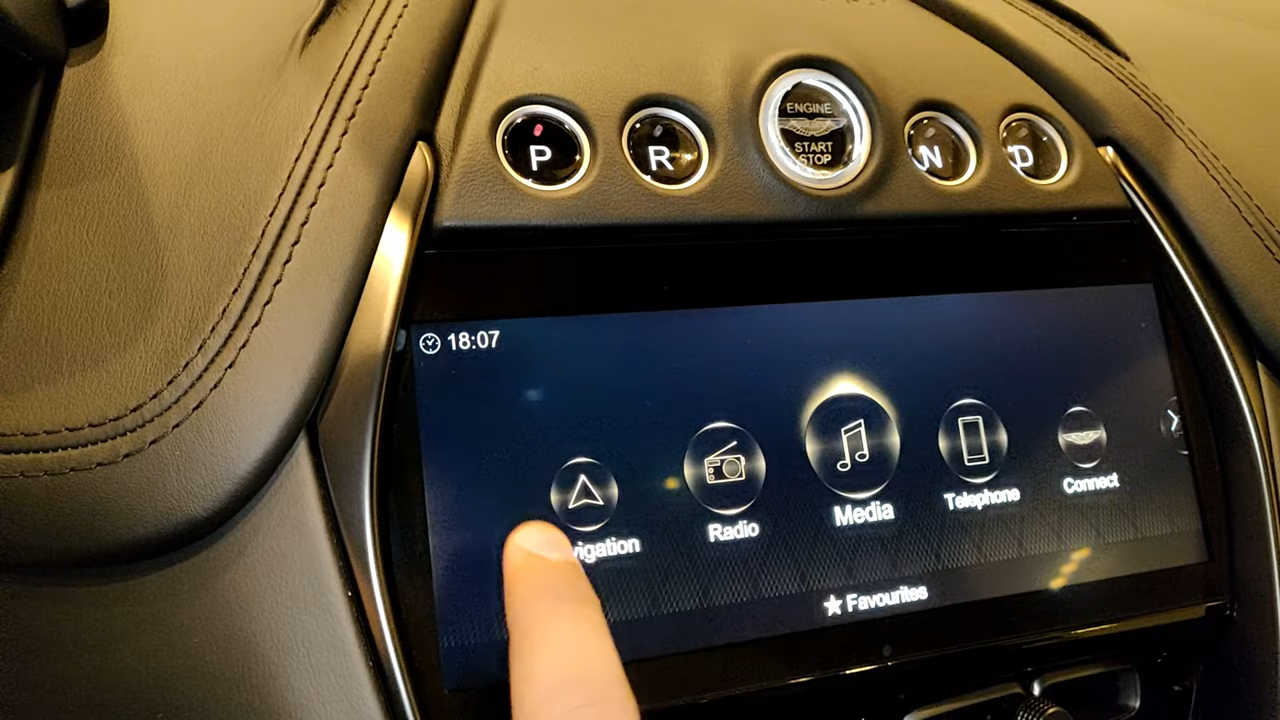 P
R
ENGINE
START
STOP
N
D
18:07
vigation
Radio
Media
Telephone
Connect
Favourites